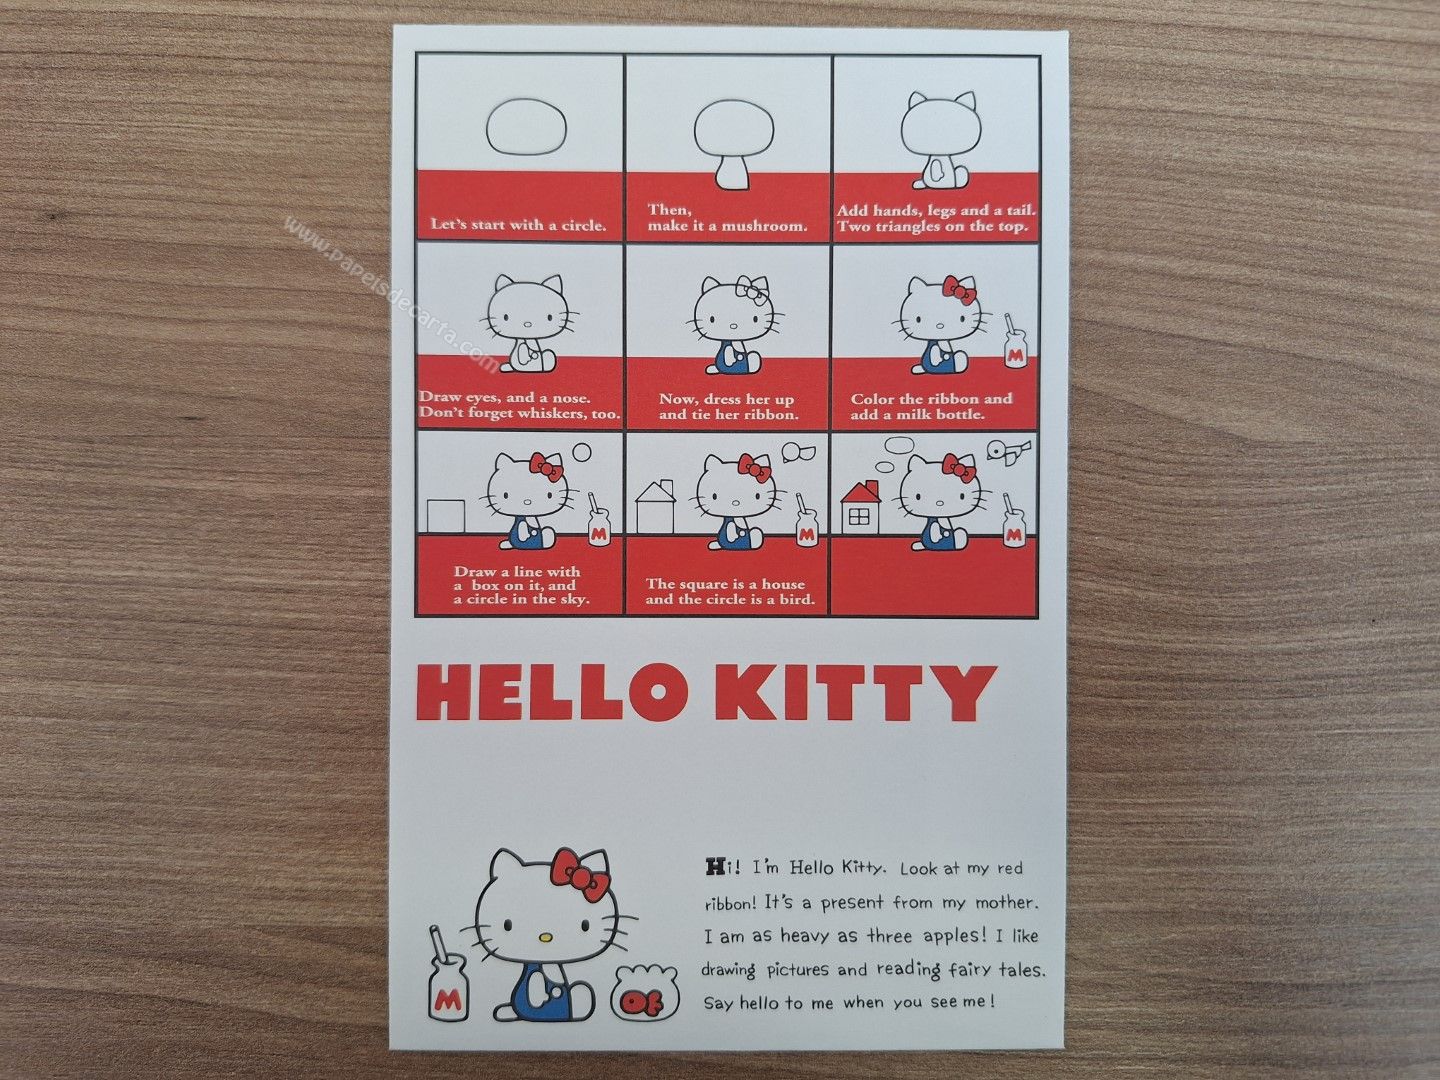 www.papeisdecarta.com
Let's start with a circle.
Then,
make it a mushroom.
Add hands, legs and a tail.
Two triangles on the top.
Draw eyes, and a nose.
Don't forget whiskers, too.
Now, dress her up
and tie her ribbon.
Color the ribbon and
add a milk bottle.
M
Draw a line with
a box on it, and
a circle in the sky.
M
The square is a house
and the circle is a bird.
M
M
HELLO KITTY
Hi! I'm Hello Kitty. Look at my red
ribbon! It's a present from my mother.
I am as heavy as three apples! I like
drawing pictures and reading fairy tales.
Say hello to me when you see me!
M